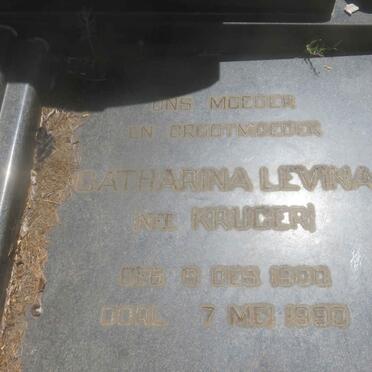 ONS MOEDER
EN GROOTMOEDER
CATHARINA LEVINA
NEE KRUGER
GEB 9 DES 1900
OORL 7 MEI 1990